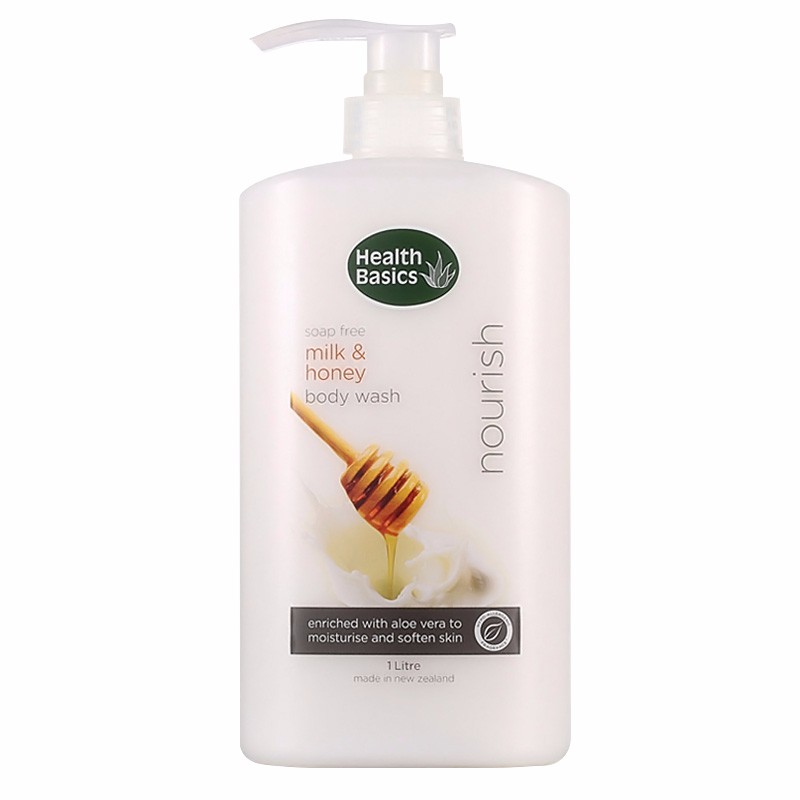 Health
Basics
soap free
milk &
honey
body wash
nourish
enriched with aloe vera to
moisturise and soften skin
1 Litre
made in new zealand